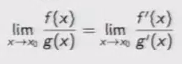 lim_{x→x₀} f(x)/g(x) = lim_{x→x₀} f'(x)/g'(x)